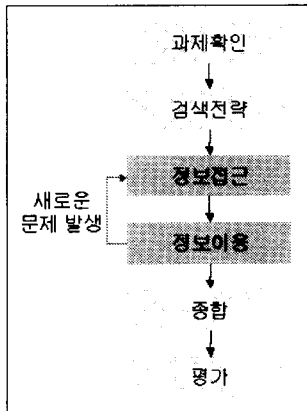 과제확인
검색전략
정보접근
새로운
문제 발생
정보이용
종합
평가